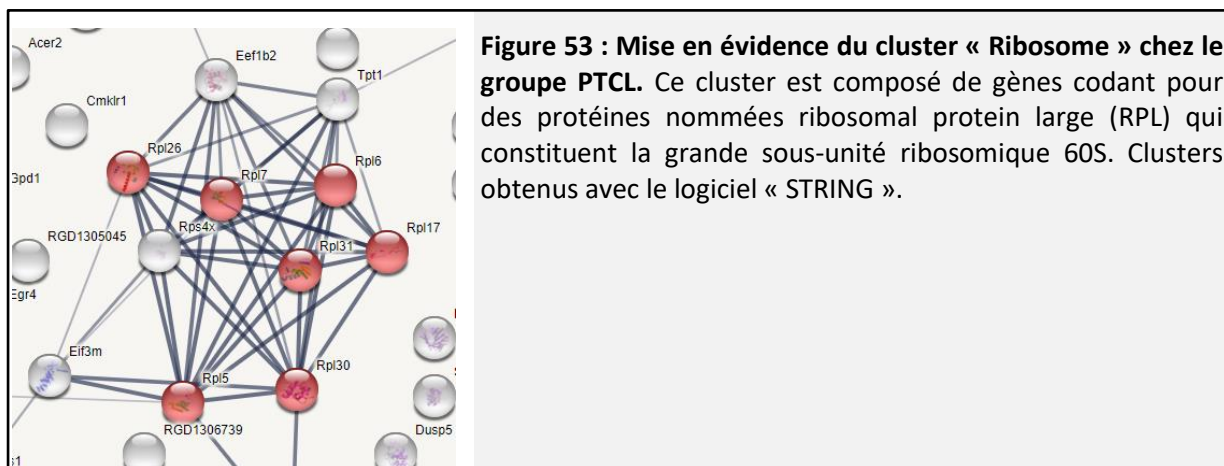 Acer2
Eef1b2
Tpt1
Cmklr1
Rpl26
Rpl6
Gpd1
Rpl7
RGD1305045
Rps4x
Rpl17
Rpl31
Egr4
Eif3m
Rpl30
Rpl5
RGD1306739
Dusp5
Figure 53 : Mise en évidence du cluster « Ribosome » chez le
groupe PTCL. Ce cluster est composé de gènes codant pour
des protéines nommées ribosomal protein large (RPL) qui
constituent la grande sous-unité ribosomique 60S. Clusters
obtenus avec le logiciel « STRING ».